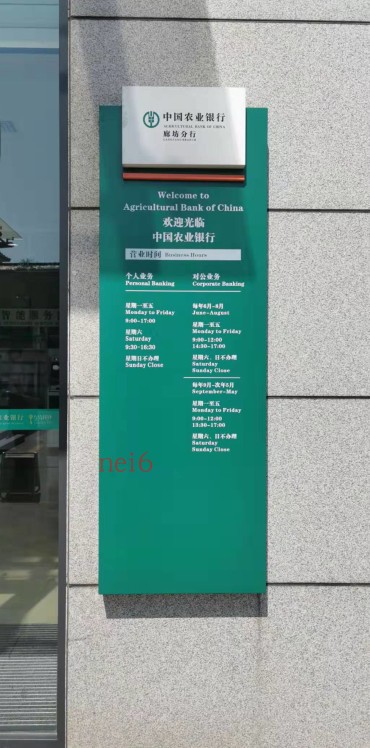 中国农业银行
AGRICULTURAL BANK OF CHINA
廊坊分行
Welcome to
Agricultural Bank of China
欢迎光临
中国农业银行
营业时间 Business Hours
个人业务
Personal Banking
星期一至五
Monday to Friday
9:00-17:00
星期六
Saturday
9:30-16:30
星期日不办理
Sunday Close
对公业务
Corporate Banking
每年6月-8月
June-August
星期一至五
Monday to Friday
9:00-12:00
14:30-17:00
星期六、日不办理
Saturday
Sunday Close
每年9月-次年5月
September-May
星期一至五
Monday to Friday
9:00-12:00
13:30-17:00
星期六、日不办理
Saturday
Sunday Close
nei6
业银行